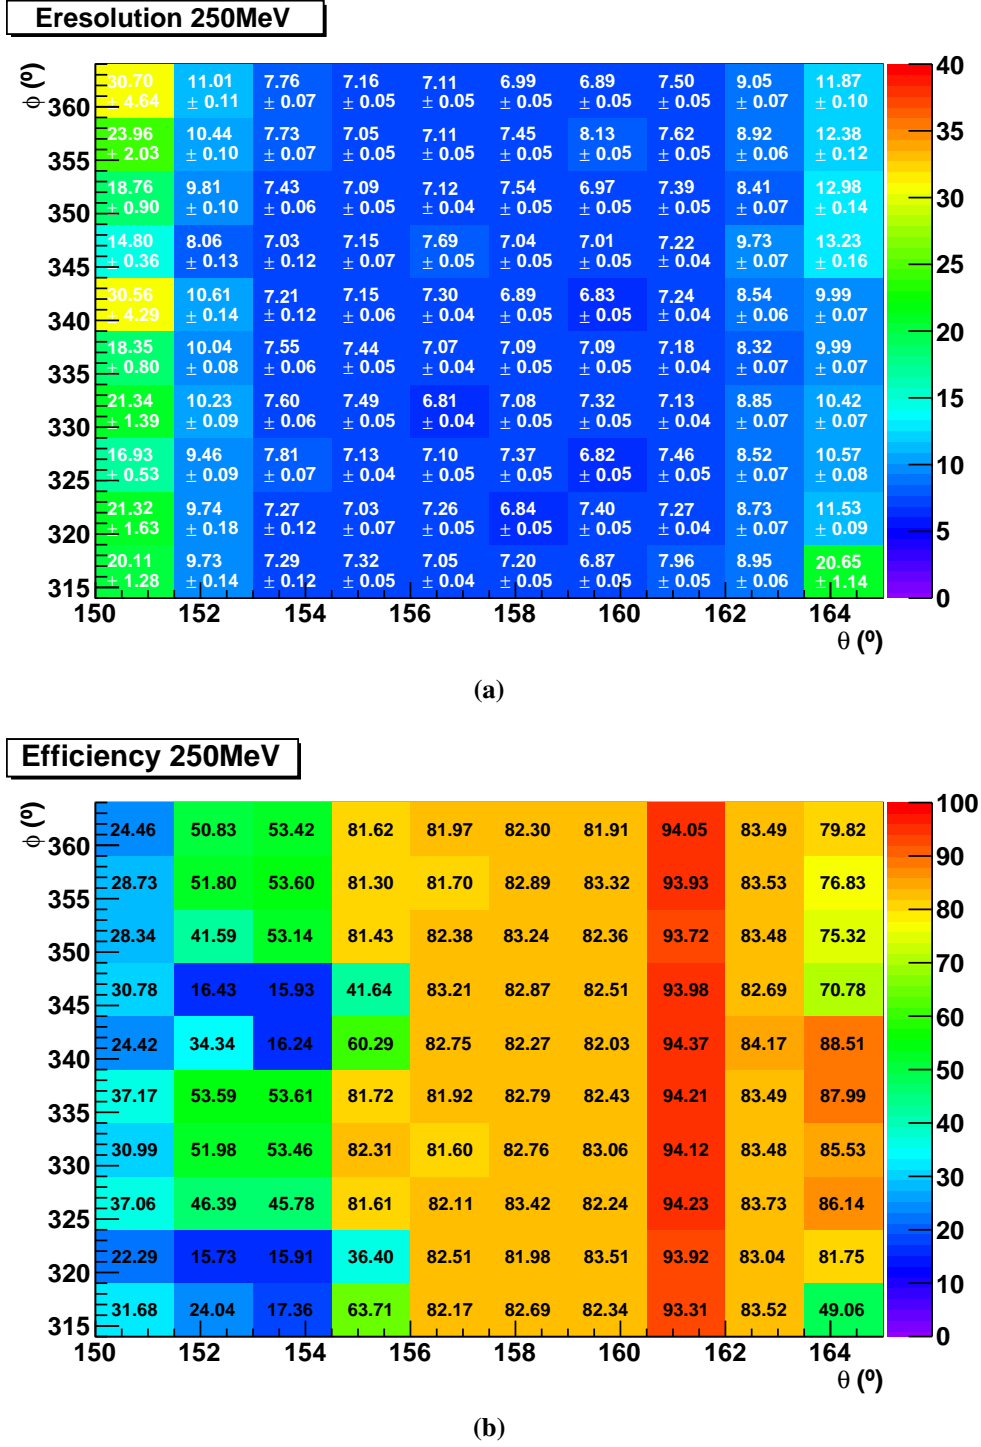 Eresolution 250MeV
φ (º)
30.70 11.01 7.76 7.16 7.11 6.99 6.89 7.50 9.05 11.87
± 4.64 ± 0.11 ± 0.07 ± 0.05 ± 0.05 ± 0.05 ± 0.05 ± 0.05 ± 0.07 ± 0.10
23.96 10.44 7.73 7.05 7.11 7.45 8.13 7.62 8.92 12.38
± 2.03 ± 0.10 ± 0.07 ± 0.05 ± 0.05 ± 0.05 ± 0.05 ± 0.05 ± 0.06 ± 0.12
18.76 9.81 7.43 7.09 7.12 7.54 6.97 7.39 8.41 12.98
± 0.90 ± 0.10 ± 0.06 ± 0.05 ± 0.04 ± 0.05 ± 0.05 ± 0.05 ± 0.07 ± 0.14
14.80 8.06 7.03 7.15 7.69 7.04 7.01 7.22 9.73 13.23
± 0.36 ± 0.13 ± 0.12 ± 0.07 ± 0.05 ± 0.05 ± 0.05 ± 0.04 ± 0.07 ± 0.16
30.56 10.61 7.21 7.15 7.30 6.89 6.83 7.24 8.54 9.99
± 4.29 ± 0.14 ± 0.12 ± 0.06 ± 0.04 ± 0.05 ± 0.05 ± 0.04 ± 0.06 ± 0.07
18.35 10.04 7.55 7.44 7.07 7.09 7.09 7.18 8.32 9.99
± 0.80 ± 0.08 ± 0.06 ± 0.05 ± 0.04 ± 0.05 ± 0.05 ± 0.04 ± 0.07 ± 0.07
21.34 10.23 7.60 7.49 6.81 7.08 7.32 7.13 8.85 10.42
± 1.39 ± 0.09 ± 0.06 ± 0.05 ± 0.04 ± 0.05 ± 0.05 ± 0.04 ± 0.07 ± 0.07
16.93 9.46 7.81 7.13 7.10 7.37 6.82 7.46 8.52 10.57
± 0.53 ± 0.09 ± 0.07 ± 0.04 ± 0.05 ± 0.05 ± 0.05 ± 0.05 ± 0.07 ± 0.08
21.32 9.74 7.27 7.03 7.26 6.84 7.40 7.27 8.73 11.53
± 1.63 ± 0.18 ± 0.12 ± 0.07 ± 0.05 ± 0.05 ± 0.05 ± 0.04 ± 0.07 ± 0.09
20.11 9.73 7.29 7.32 7.05 7.20 6.87 7.96 8.95 20.65
± 1.28 ± 0.14 ± 0.12 ± 0.05 ± 0.04 ± 0.05 ± 0.05 ± 0.05 ± 0.06 ± 1.14
360
355
350
345
340
335
330
325
320
315
150 152 154 156 158 160 162 164
θ (º)
40
35
30
25
20
15
10
5
0
(a)
Efficiency 250MeV
φ (º)
24.46 50.83 53.42 81.62 81.97 82.30 81.91 94.05 83.49 79.82
28.73 51.80 53.60 81.30 81.70 82.89 83.32 93.93 83.53 76.83
28.34 41.59 53.14 81.43 82.38 83.24 82.36 93.72 83.48 75.32
30.78 16.43 15.93 41.64 83.21 82.87 82.51 93.98 82.69 70.78
24.42 34.34 16.24 60.29 82.75 82.27 82.03 94.37 84.17 88.51
37.17 53.59 53.61 81.72 81.92 82.79 82.43 94.21 83.49 87.99
30.99 51.98 53.46 82.31 81.60 82.76 83.06 94.12 83.48 85.53
37.06 46.39 45.78 81.61 82.11 83.42 82.24 94.23 83.73 86.14
22.29 15.73 15.91 36.40 82.51 81.98 83.51 93.92 83.04 81.75
31.68 24.04 17.36 63.71 82.17 82.69 82.34 93.31 83.52 49.06
360
355
350
345
340
335
330
325
320
315
150 152 154 156 158 160 162 164
θ (º)
100
90
80
70
60
50
40
30
20
10
0
(b)